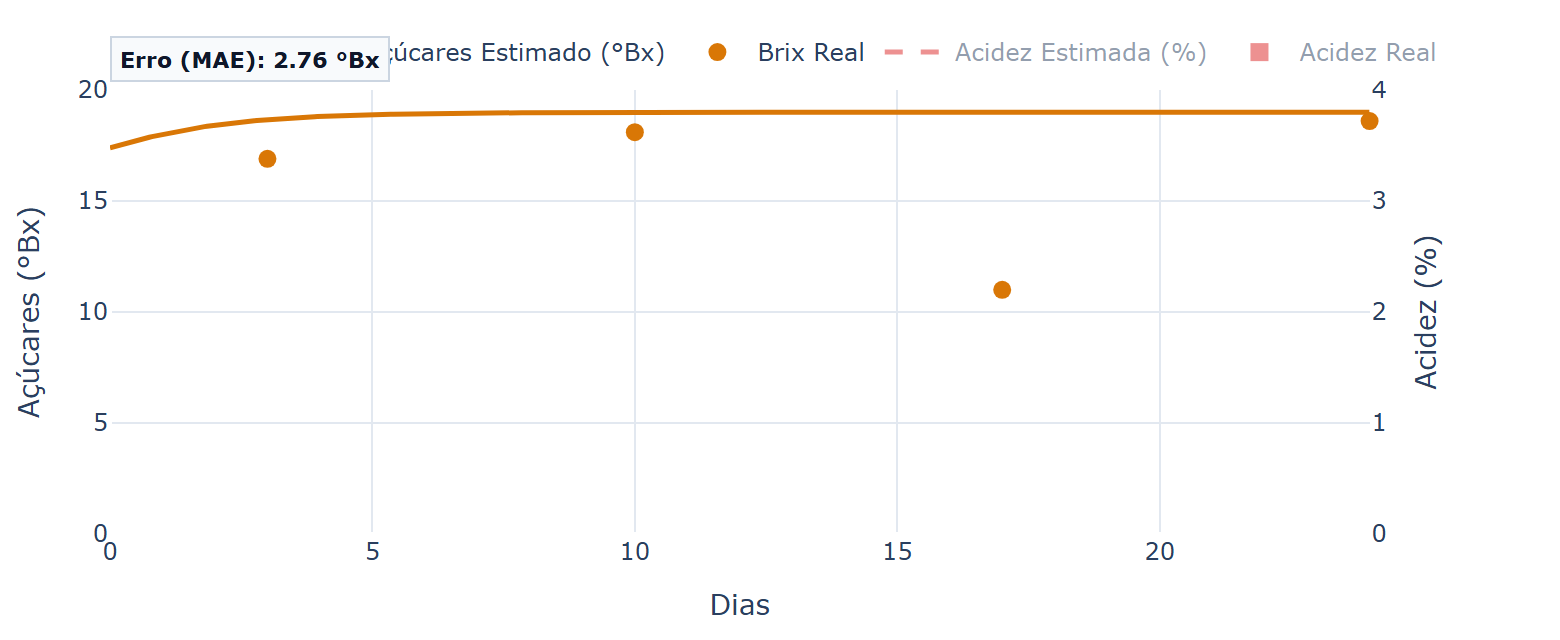 Erro (MAE): 2.76 °Bx
çúcares Estimado (°Bx) Brix Real Acidez Estimada (%) Acidez Real
20 4
15 3
10 2
5 1
0 0
0 5 10 15 20
Açúcares (°Bx)
Acidez (%)
Dias